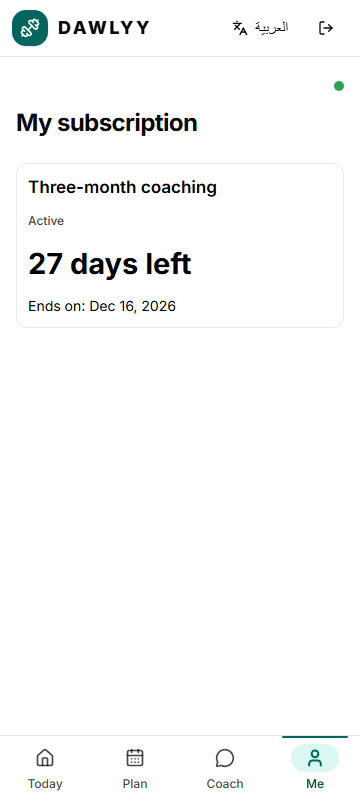 DAWLYY
العربية
My subscription
Three-month coaching
Active
27 days left
Ends on: Dec 16, 2026
Today
Plan
Coach
Me